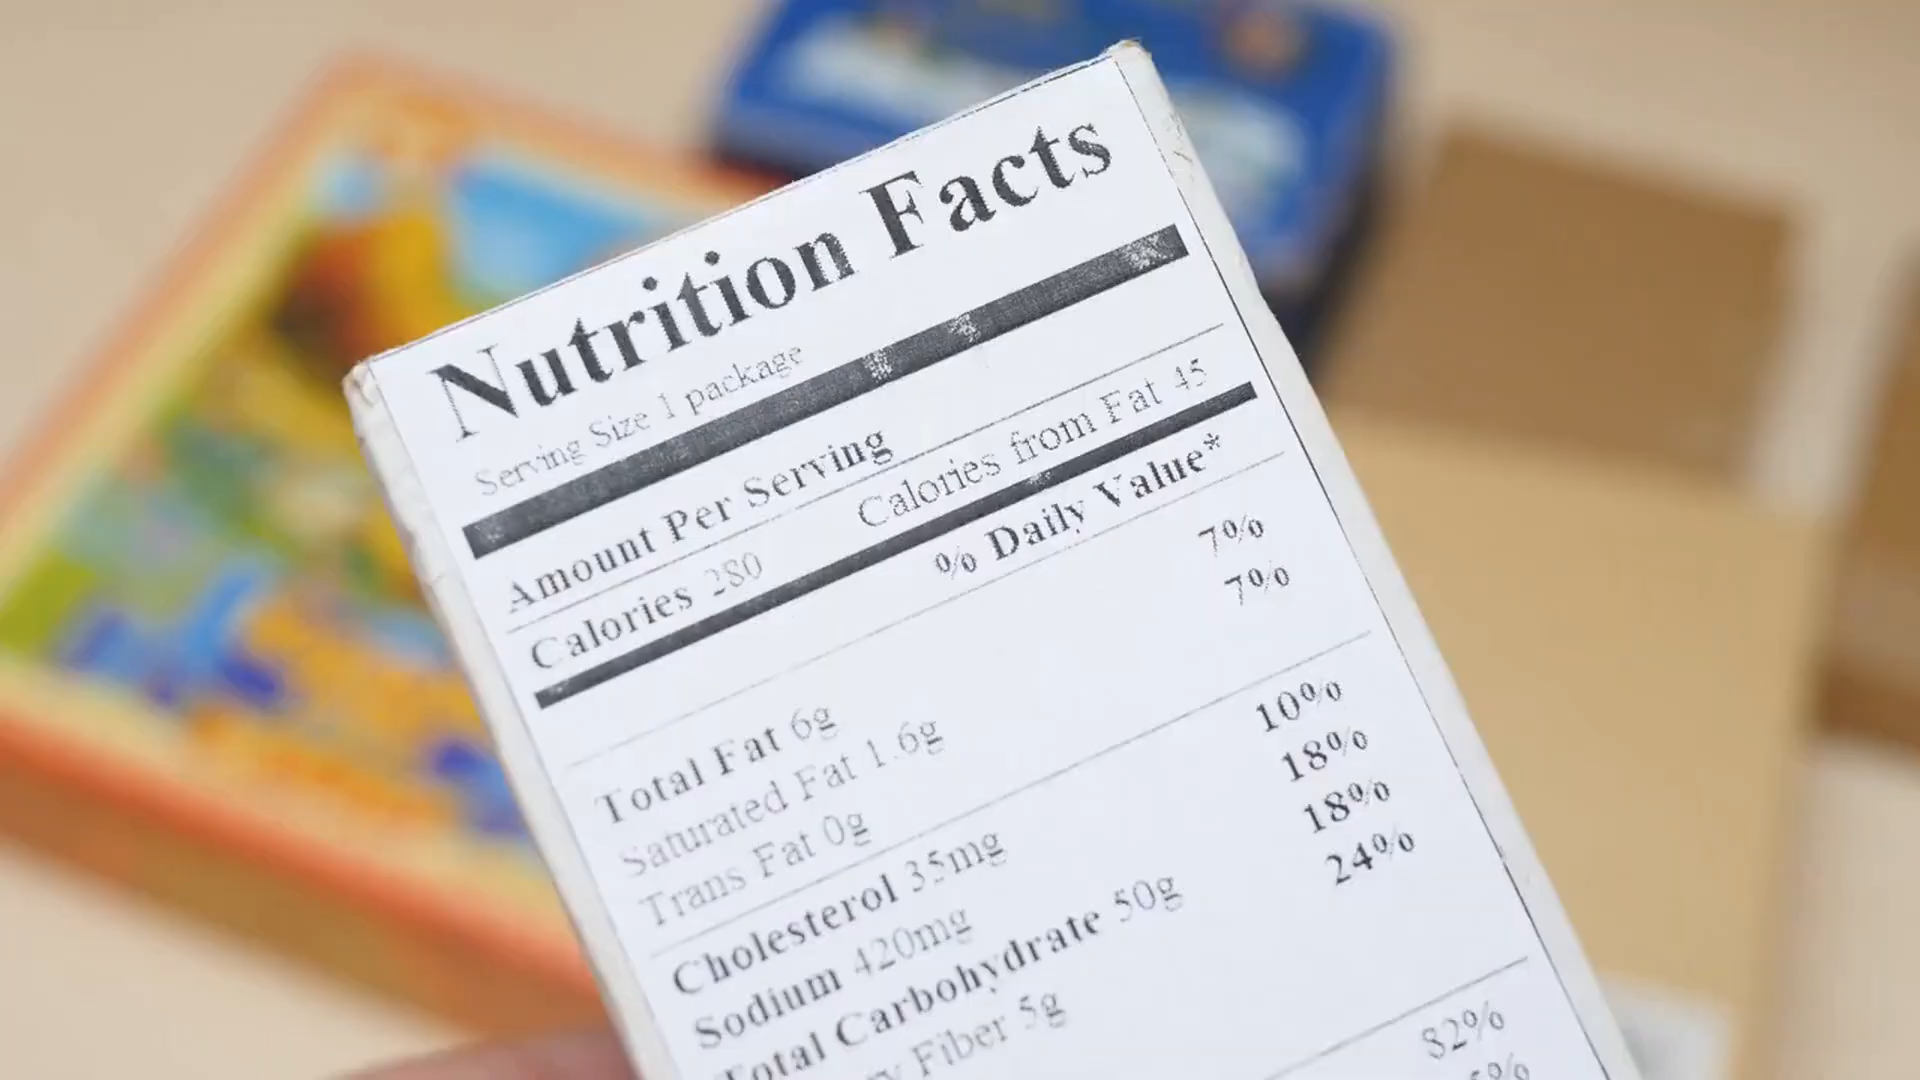 Nutrition Facts
Serving Size 1 package
Amount Per Serving
Calories 280 Calories from Fat 45
% Daily Value*
Total Fat 6g 7%
Saturated Fat 1.6g 7%
Trans Fat 0g
Cholesterol 35mg 10%
Sodium 420mg 18%
Total Carbohydrate 50g 18%
Fiber 5g 24%
82%